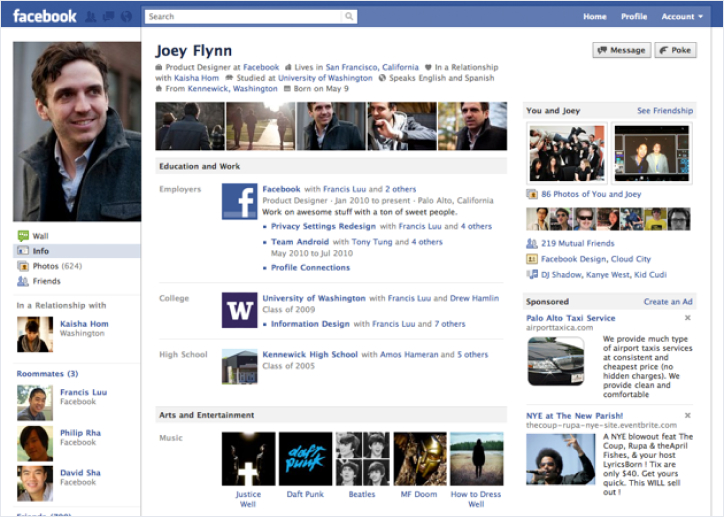 facebook
Search
Home Profile Account
Joey Flynn
Message Poke
Product Designer at Facebook Lives in San Francisco, California In a Relationship
with Kaisha Hom Studied at University of Washington Speaks English and Spanish
From Kennewick, Washington Born on May 9
Wall
Info
Photos (624)
Friends
In a Relationship with
Kaisha Hom
Washington
Roommates (3)
Francis Luu
Facebook
Philip Rha
Facebook
David Sha
Facebook
Education and Work
Employers
Facebook with Francis Luu and 2 others
Product Designer · Jan 2010 to present · Palo Alto, California
Work on awesome stuff with a ton of sweet people.
Privacy Settings Redesign with Francis Luu and 4 others
Team Android with Tony Tung and 4 others
May 2010 to Jul 2010
Profile Connections
College
W
University of Washington with Francis Luu and Drew Hamlin
Class of 2009
Information Design with Francis Luu and 7 others
High School
Kennewick High School with Amos Hameran and 5 others
Class of 2005
Arts and Entertainment
Music
daft punk
Justice
Well
Daft Punk
Beatles
MF Doom
How to Dress
Well
You and Joey See Friendship
86 Photos of You and Joey
219 Mutual Friends
Facebook Design, Cloud City
DJ Shadow, Kanye West, Kid Cudi
Sponsored Create an Ad
Palo Alto Taxi Service
airporttaxica.com
We provide much type
of airport taxis services
at consistent and
cheapest price (no
hidden charges). We
provide clean and
comfortable
NYE at The New Parish!
thecoup-rupa-nye-site.eventbrite.com
A NYE blowout feat The
Coup, Rupa & theApril
Fishes, & your host
LyricsBorn ! Tix are
only $40. Get yours
quick. This WILL sell
out !